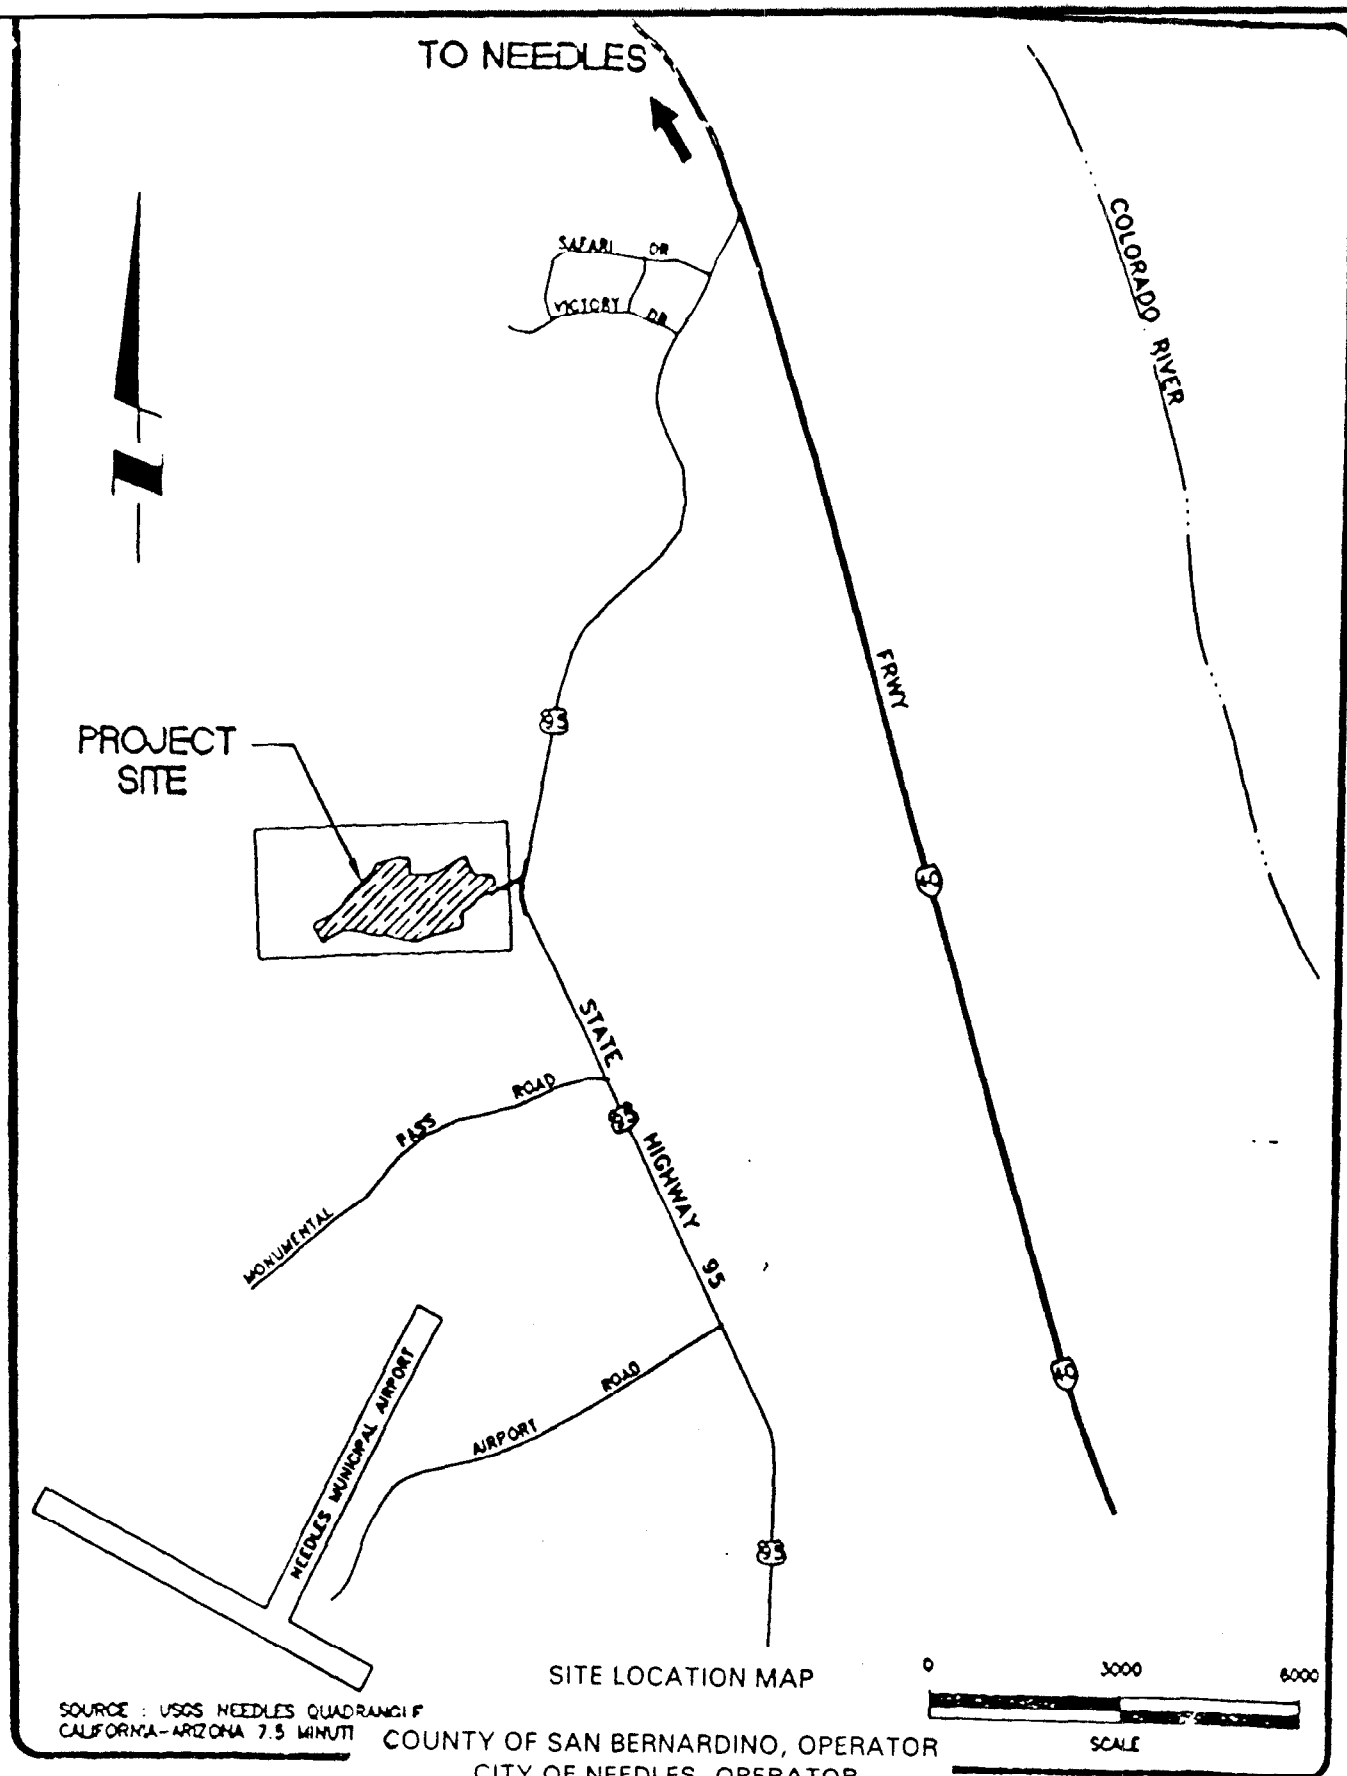 TO NEEDLES
SAFARI DR
VICTORY DR
COLORADO RIVER
N
FRWY
95
PROJECT
SITE
40
STATE HIGHWAY 95
95
MONUMENTAL PASS ROAD
40
NEEDLES MUNICIPAL AIRPORT
AIRPORT ROAD
95
SITE LOCATION MAP
0 3000 6000
SOURCE : USGS NEEDLES QUADRANGLE
CALIFORNIA-ARIZONA 7.5 MINUT
SCALE
COUNTY OF SAN BERNARDINO, OPERATOR
CITY OF NEEDLES, OPERATOR